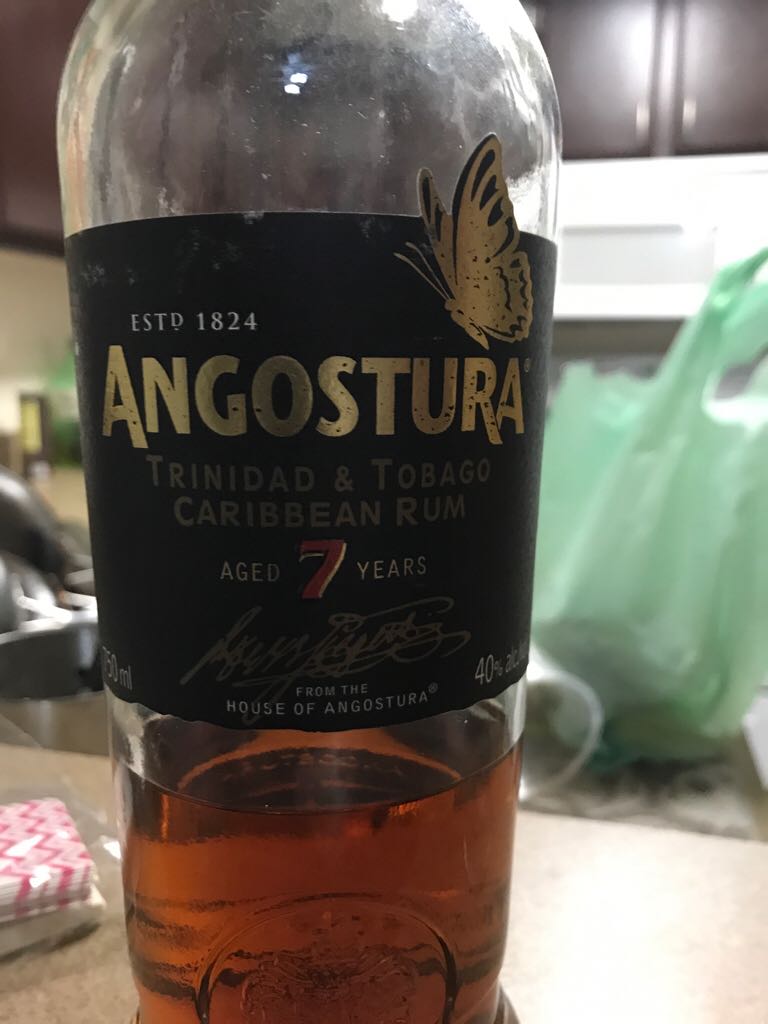 ESTD 1824
ANGOSTURA®
TRINIDAD & TOBAGO
CARIBBEAN RUM
AGED 7 YEARS
750ml
40% alc
FROM THE
HOUSE OF ANGOSTURA®